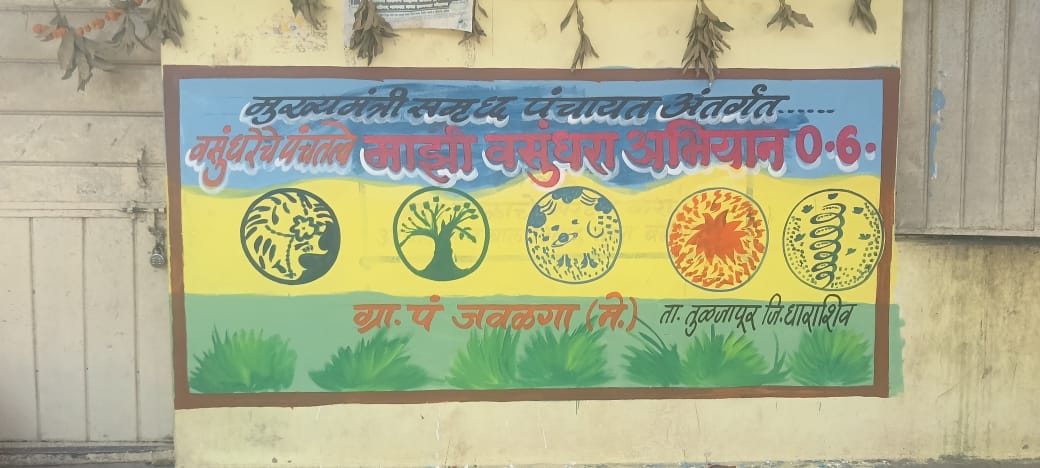 मुख्यमंत्री समृध्द पंचायत अंतर्गत......
वसुंधरेचे पंचतत्वे माझी वसुंधरा अभियान 0.6.
ग्रा. पं जवळगा (मे.) ता. तुळजापूर जि. धाराशिव